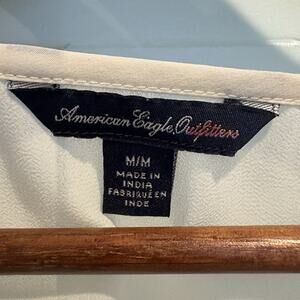 American Eagle Outfitters
M/M
MADE IN
INDIA
FABRIQUÉ EN
INDE